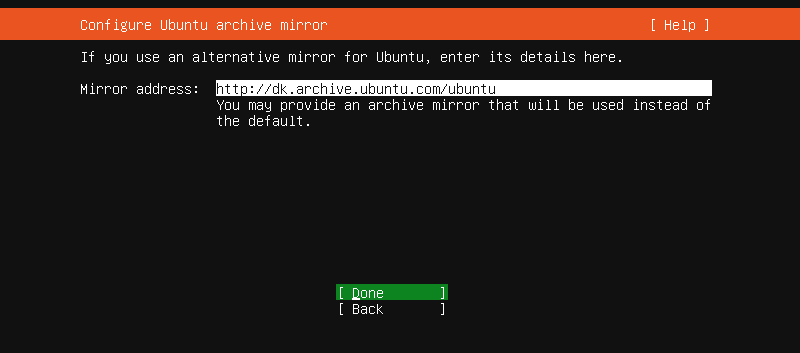 Configure Ubuntu archive mirror [ Help ]
If you use an alternative mirror for Ubuntu, enter its details here.
Mirror address: http://dk.archive.ubuntu.com/ubuntu
You may provide an archive mirror that will be used instead of
the default.
[ Done ]
[ Back ]